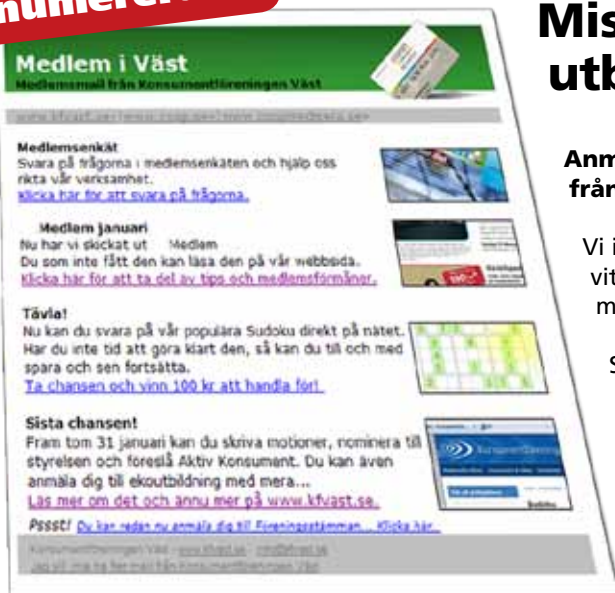 Medlem i Väst
Medlemsmail från Konsumentföreningen Väst
Medlemsenkät
Svara på frågorna i medlemsenkäten och hjälp oss
rikta vår verksamhet.
Klicka här för att svara på frågorna.
Medlem januari
Nu har vi skickat ut Medlem
Du som inte fått den kan läsa den på vår webbsida.
Klicka här för att ta del av tips och medlemsförmåner.
Tävla!
Nu kan du svara på vår populära Sudoku direkt på nätet.
Har du inte tid att göra klart den, så kan du till och med
spara och sen fortsätta.
Ta chansen och vinn 100 kr att handla för!
Sista chansen!
Fram tom 31 januari kan du skriva motioner, nominera till
styrelsen och föreslå Aktiv Konsument. Du kan även
anmäla dig till ekoutbildning med mera...
Läs mer om det och ännu mer på www.kfvast.se.
Pssst! Du kan redan nu anmäla dig till Föreningsstämman... Klicka här.
Konsumentföreningen Väst - www.kfvast.se -
Mis
utb
Anm
från
Vi i
vit
m
S